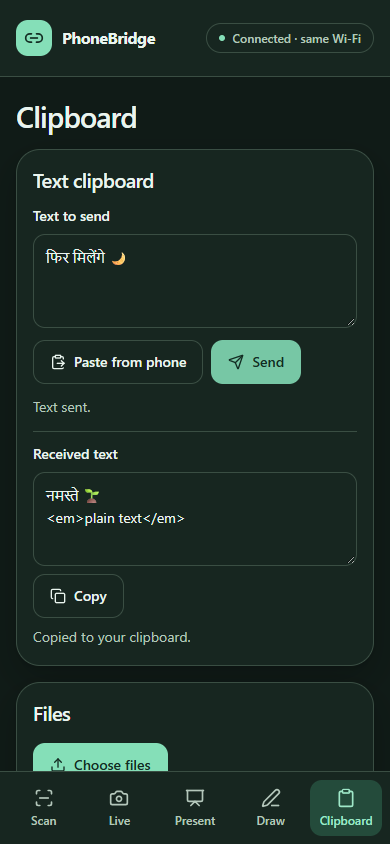 PhoneBridge
Connected · same Wi-Fi
Clipboard
Text clipboard
Text to send
फिर मिलेंगे 🌙
Paste from phone
Send
Text sent.
Received text
नमस्ते 🌱
<em>plain text</em>
Copy
Copied to your clipboard.
Files
Choose files
Scan
Live
Present
Draw
Clipboard